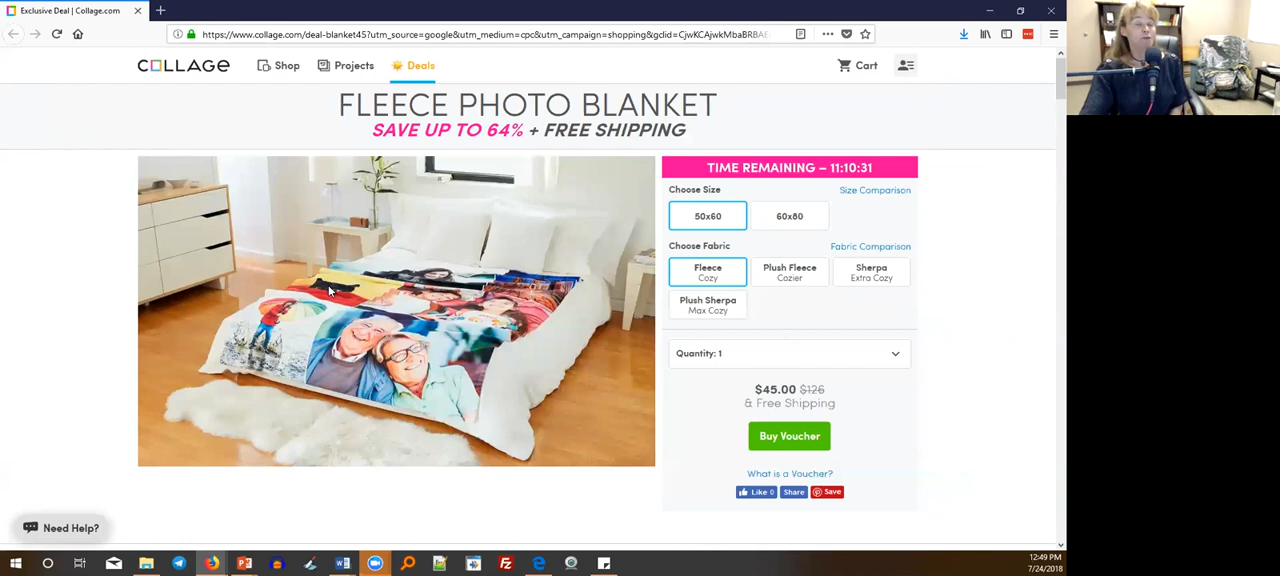 Exclusive Deal | Collage.com
https://www.collage.com/deal-blanket45?utm_source=google&utm_medium=cpc&utm_campaign=shopping&gclid=CjwKCAjwkMbaBRBAE
COLLAGE
Shop
Projects
Deals
Cart
FLEECE PHOTO BLANKET
SAVE UP TO 64% + FREE SHIPPING
TIME REMAINING – 11:10:31
Choose Size
Size Comparison
50x60
60x80
Choose Fabric
Fabric Comparison
Fleece
Cozy
Plush Fleece
Cozier
Sherpa
Extra Cozy
Plush Sherpa
Max Cozy
Quantity: 1
$45.00 $126
& Free Shipping
Buy Voucher
What is a Voucher?
Like 0
Share
Save
Need Help?
12:49 PM
7/24/2018